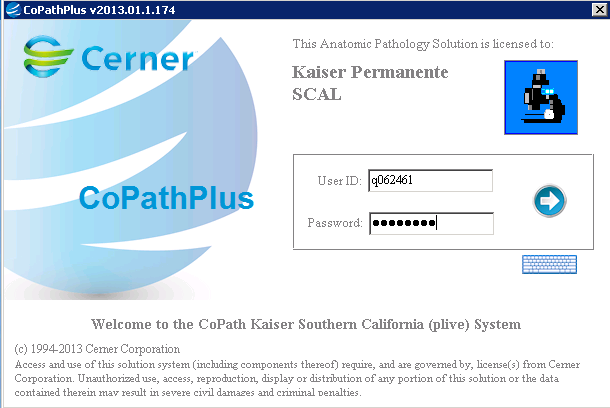 CoPathPlus v2013.01.1.174
Cerner
This Anatomic Pathology Solution is licensed to:
Kaiser Permanente
SCAL
CoPathPlus
User ID: q062461
Password: ●●●●●●●●
Welcome to the CoPath Kaiser Southern California (plive) System
(c) 1994-2013 Cerner Corporation
Access and use of this solution system (including components thereof) require, and are governed by, license(s) from Cerner
Corporation. Unauthorized use, access, reproduction, display or distribution of any portion of this solution or the data
contained therein may result in severe civil damages and criminal penalties.